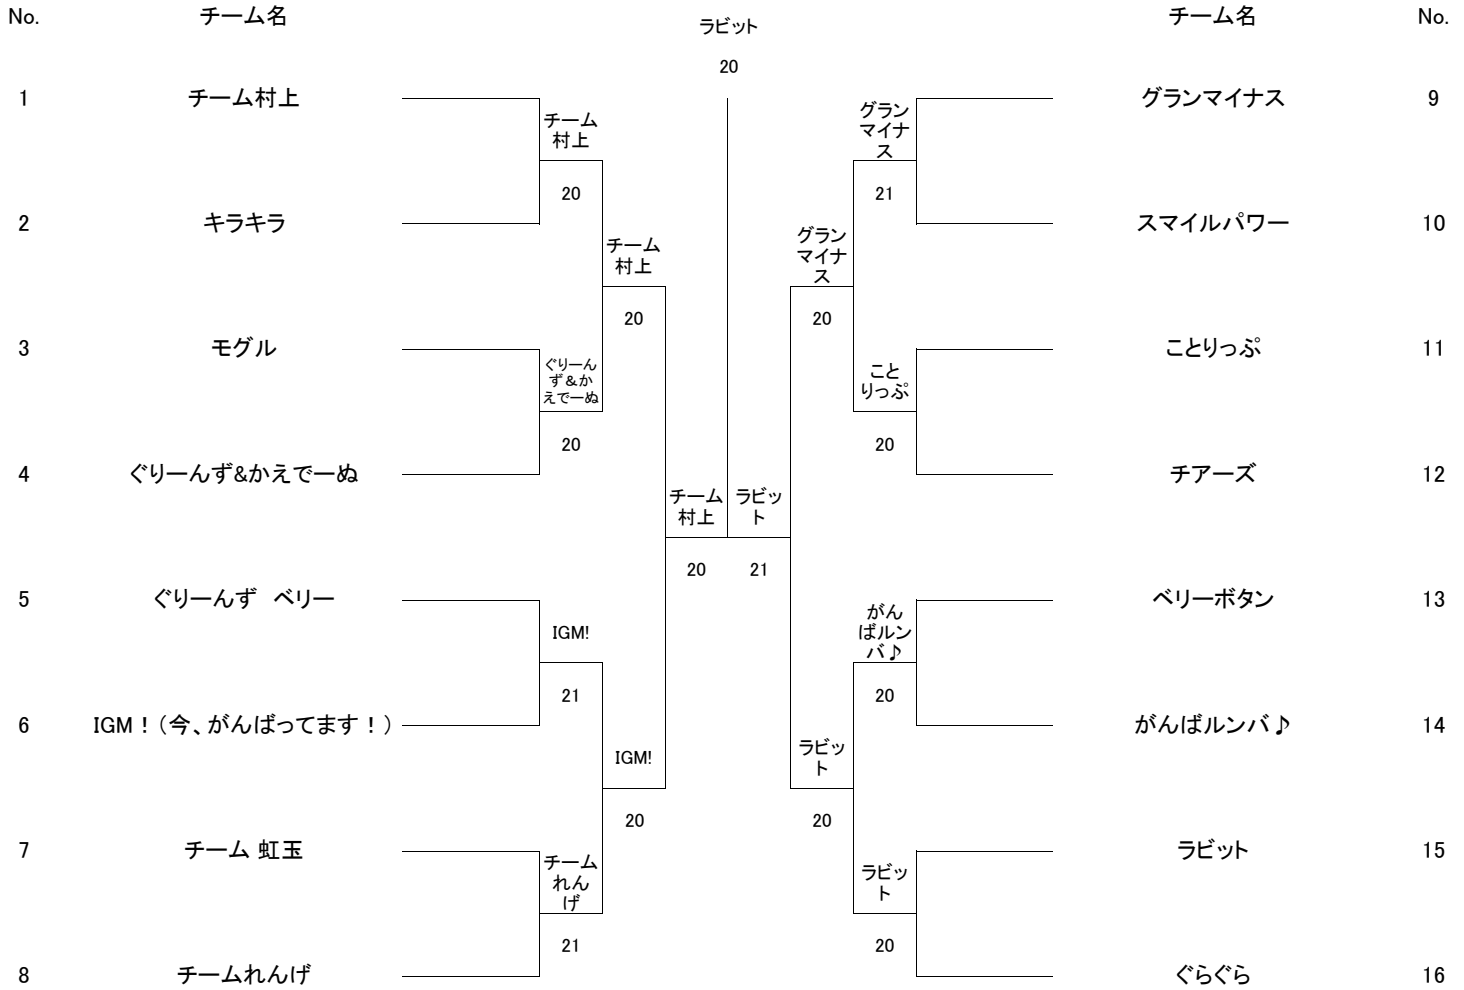 No. チーム名 ラビット チーム名 No.
20
1 チーム村上 グランマイナス 9
チーム
村上
グラン
マイナ
ス
20 21
2 キラキラ スマイルパワー 10
チーム
村上
グラン
マイナ
ス
20 20
3 モグル ことりっぷ 11
ぐりーん
ず&か
えでーぬ
こと
りっぷ
20 20
4 ぐりーんず&かえでーぬ チアーズ 12
チーム
村上
ラビッ
ト
20 21
5 ぐりーんず ベリー ベリーボタン 13
IGM!
がん
ばルン
バ♪
21 20
6 IGM!(今、がんばってます!) がんばルンバ♪ 14
IGM!
ラビッ
ト
20 20
7 チーム 虹玉 ラビット 15
チーム
れん
げ
ラビッ
ト
21 20
8 チームれんげ ぐらぐら 16